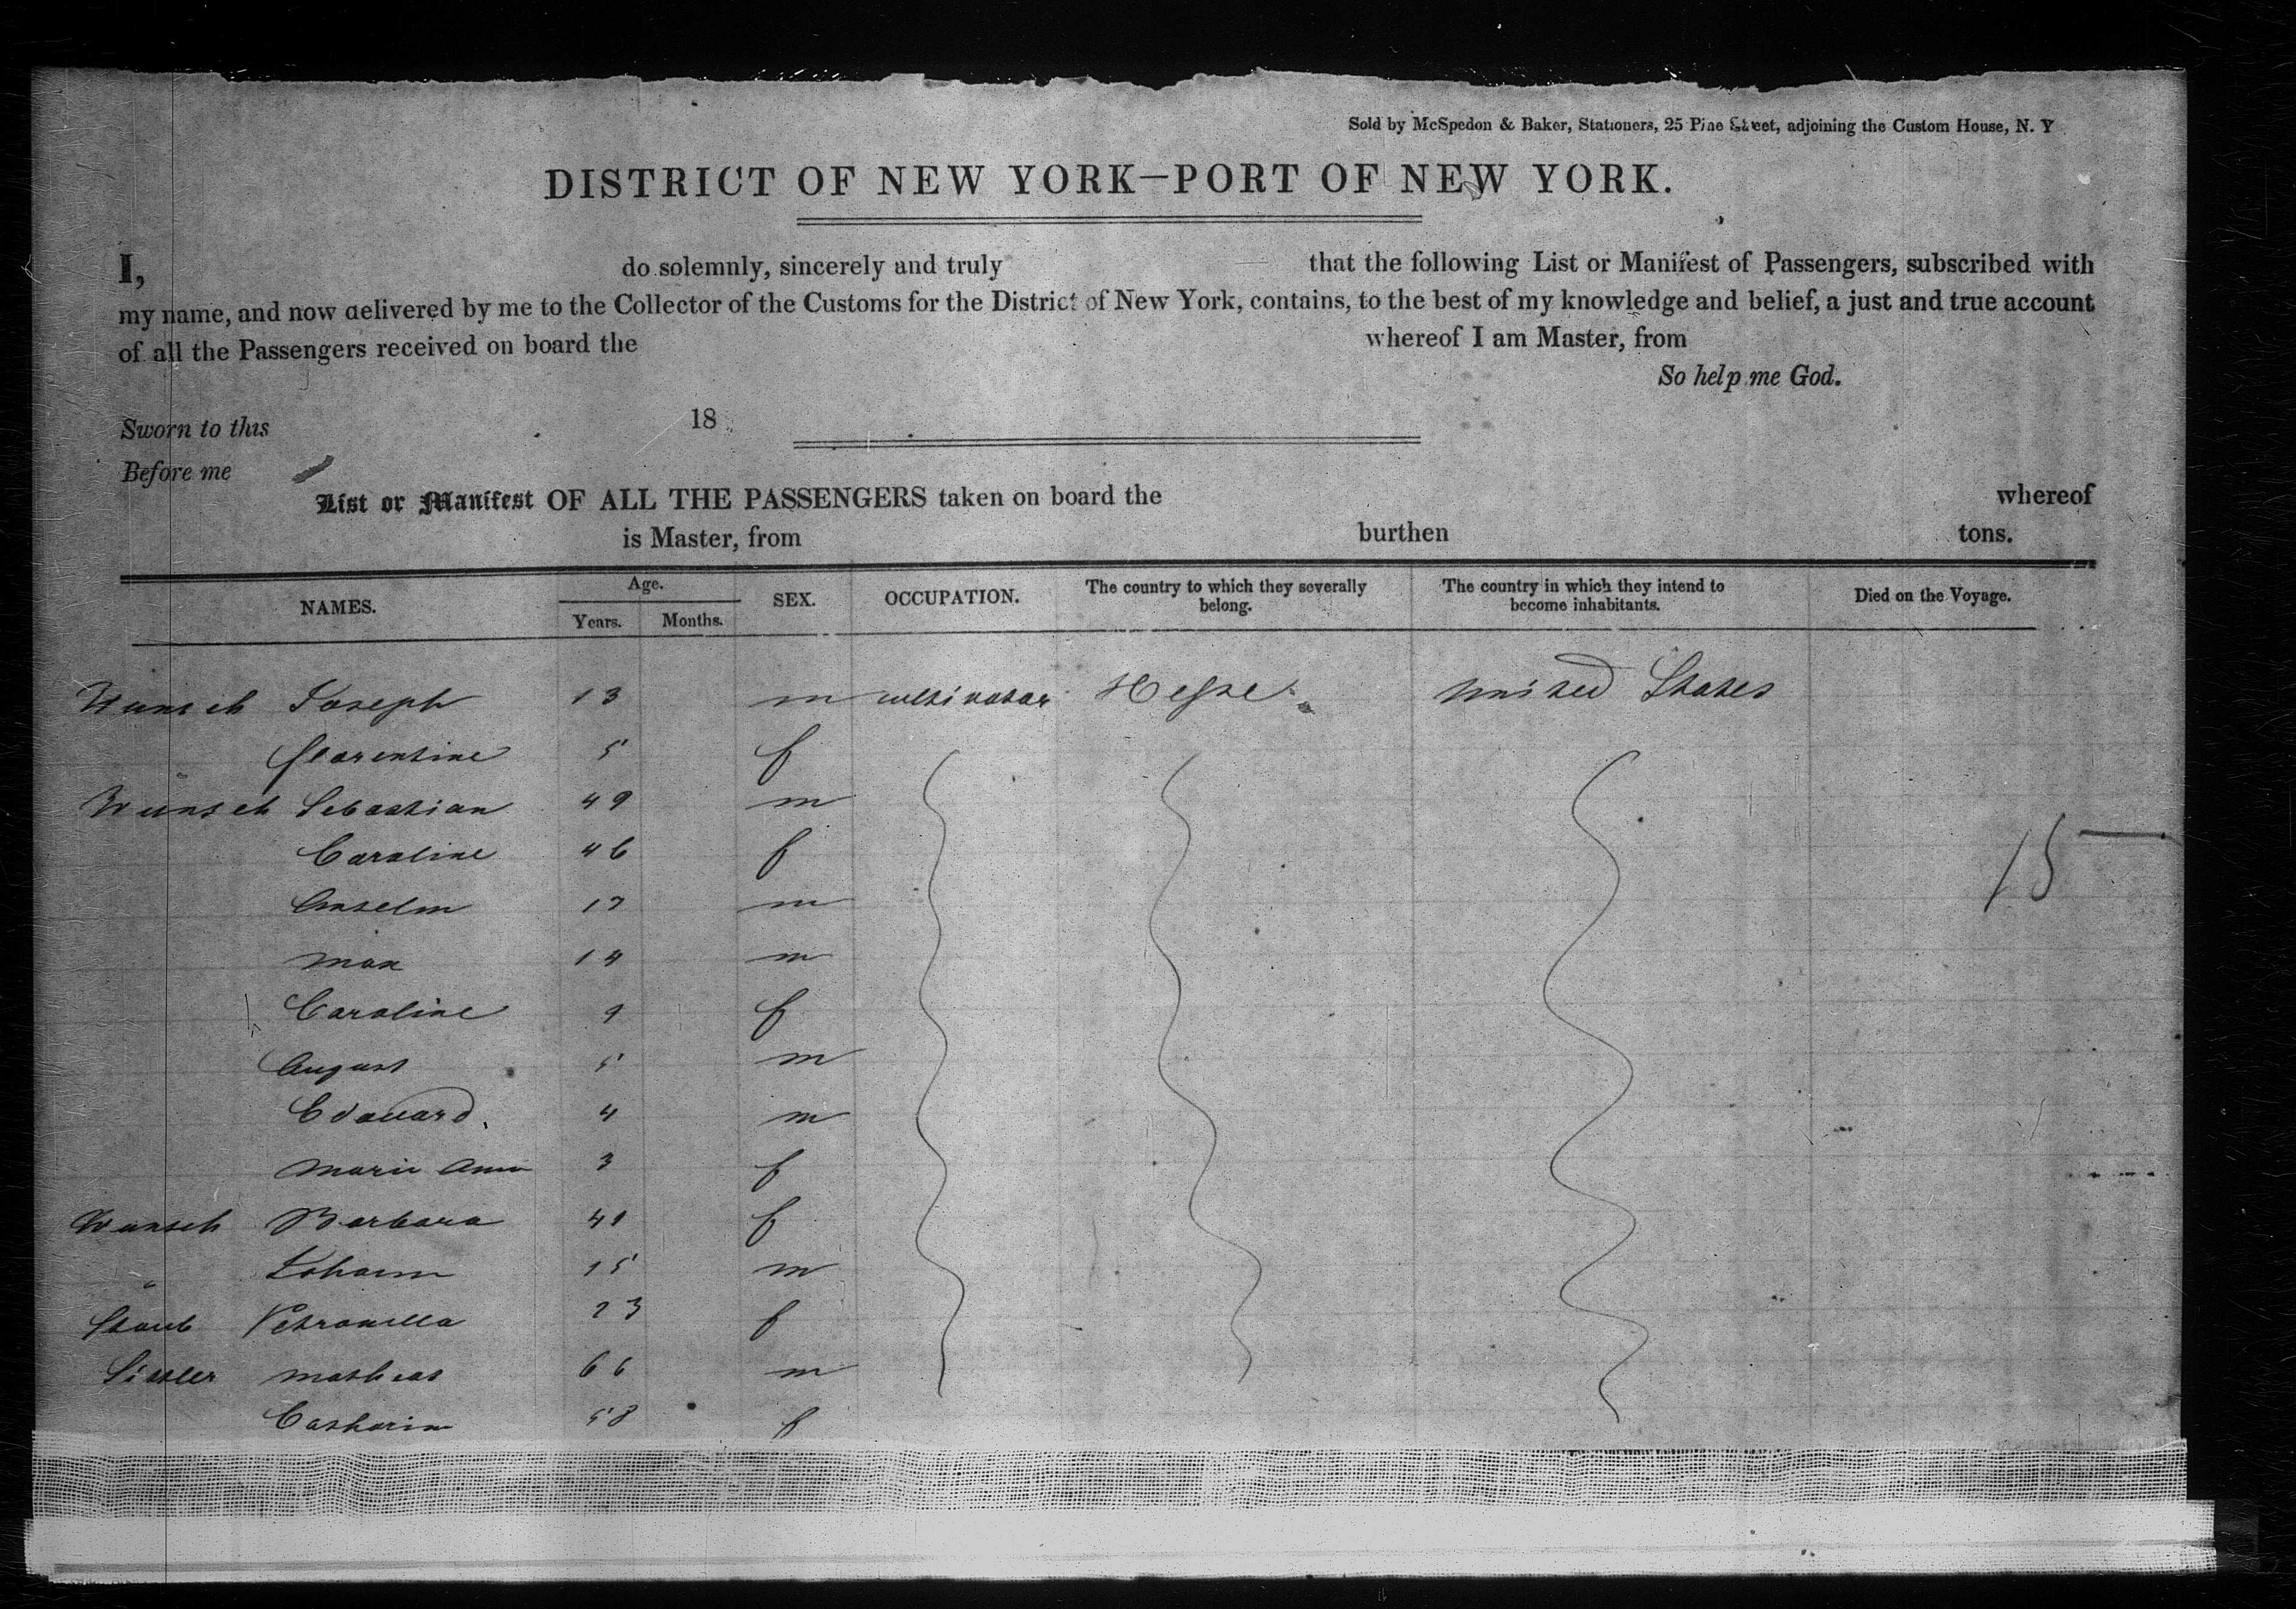 Sold by McSpedon & Baker, Stationers, 25 Pine Street, adjoining the Custom House, N. Y
DISTRICT OF NEW YORK—PORT OF NEW YORK.
I, do solemnly, sincerely and truly that the following List or Manifest of Passengers, subscribed with
my name, and now delivered by me to the Collector of the Customs for the District of New York, contains, to the best of my knowledge and belief, a just and true account
of all the Passengers received on board the whereof I am Master, from
So help me God.
Sworn to this 18
Before me
List or Manifest OF ALL THE PASSENGERS taken on board the whereof
is Master, from burthen tons.
NAMES. Age. Years. Months. SEX. OCCUPATION. The country to which they severally belong. The country in which they intend to become inhabitants. Died on the Voyage.
Wunsch Joseph 13 m cultivator Hesse United States
" florentine 5 f
Wunsch Sebastian 49 m
Caroline 46 f
Anselm 17 m
Max 14 m
Caroline 9 f
August 5 m
Edouard 4 m
Marie Ann 3 f
15
Wunsch Barbara 41 f
" Johann 15 m
Staub Petronella 23 f
Sissler Mathias 66 m
Catharin 58 f